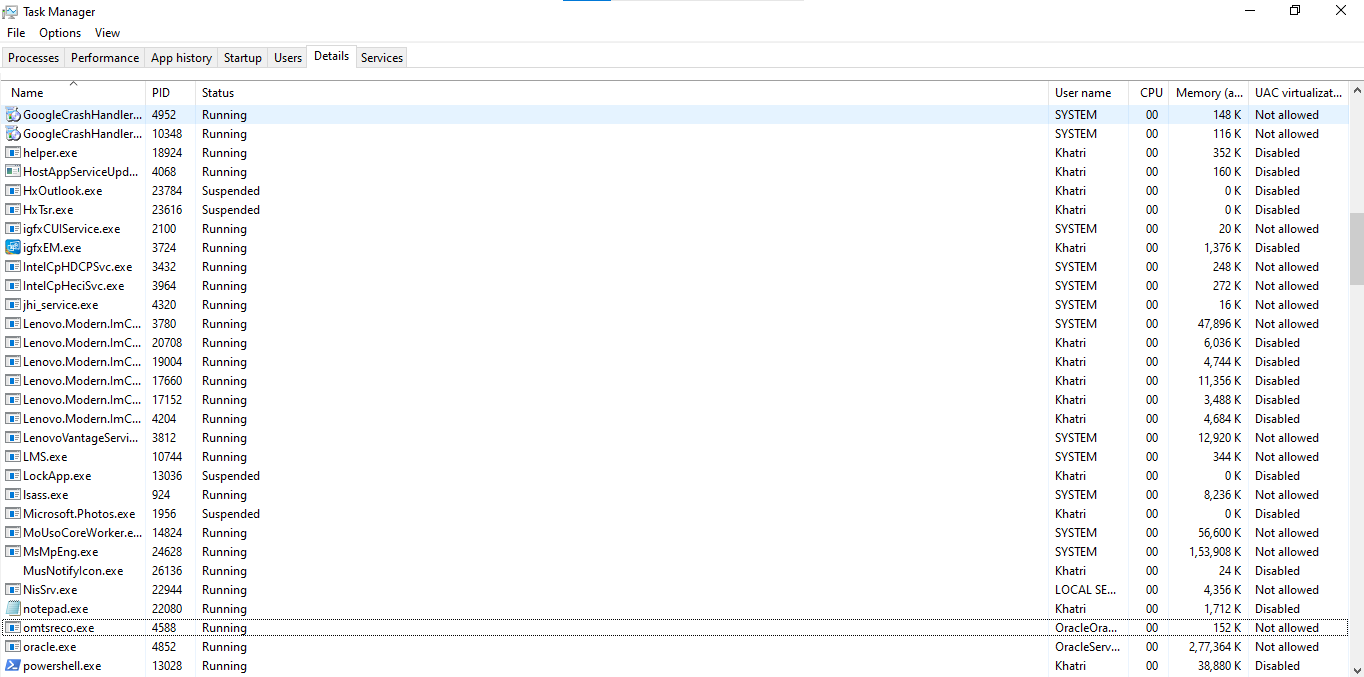 Task Manager
File Options View
Processes Performance App history Startup Users Details Services
Name PID Status User name CPU Memory (a... UAC virtualizat...
GoogleCrashHandler... 4952 Running SYSTEM 00 148 K Not allowed
GoogleCrashHandler... 10348 Running SYSTEM 00 116 K Not allowed
helper.exe 18924 Running Khatri 00 352 K Disabled
HostAppServiceUpd... 4068 Running Khatri 00 160 K Disabled
HxOutlook.exe 23784 Suspended Khatri 00 0 K Disabled
HxTsr.exe 23616 Suspended Khatri 00 0 K Disabled
igfxCUIService.exe 2100 Running SYSTEM 00 20 K Not allowed
igfxEM.exe 3724 Running Khatri 00 1,376 K Disabled
IntelCpHDCPSvc.exe 3432 Running SYSTEM 00 248 K Not allowed
IntelCpHeciSvc.exe 3964 Running SYSTEM 00 272 K Not allowed
jhi_service.exe 4320 Running SYSTEM 00 16 K Not allowed
Lenovo.Modern.ImC... 3780 Running SYSTEM 00 47,896 K Not allowed
Lenovo.Modern.ImC... 20708 Running Khatri 00 6,036 K Disabled
Lenovo.Modern.ImC... 19004 Running Khatri 00 4,744 K Disabled
Lenovo.Modern.ImC... 17660 Running Khatri 00 11,356 K Disabled
Lenovo.Modern.ImC... 17152 Running Khatri 00 3,488 K Disabled
Lenovo.Modern.ImC... 4204 Running Khatri 00 4,684 K Disabled
LenovoVantageServi... 3812 Running SYSTEM 00 12,920 K Not allowed
LMS.exe 10744 Running SYSTEM 00 344 K Not allowed
LockApp.exe 13036 Suspended Khatri 00 0 K Disabled
lsass.exe 924 Running SYSTEM 00 8,236 K Not allowed
Microsoft.Photos.exe 1956 Suspended Khatri 00 0 K Disabled
MoUsoCoreWorker.e... 14824 Running SYSTEM 00 56,600 K Not allowed
MsMpEng.exe 24628 Running SYSTEM 00 1,53,908 K Not allowed
MusNotifyIcon.exe 26136 Running Khatri 00 24 K Disabled
NisSrv.exe 22944 Running LOCAL SE... 00 4,356 K Not allowed
notepad.exe 22080 Running Khatri 00 1,712 K Disabled
omtsreco.exe 4588 Running OracleOra... 00 152 K Not allowed
oracle.exe 4852 Running OracleServ... 00 2,77,364 K Not allowed
powershell.exe 13028 Running Khatri 00 38,880 K Disabled